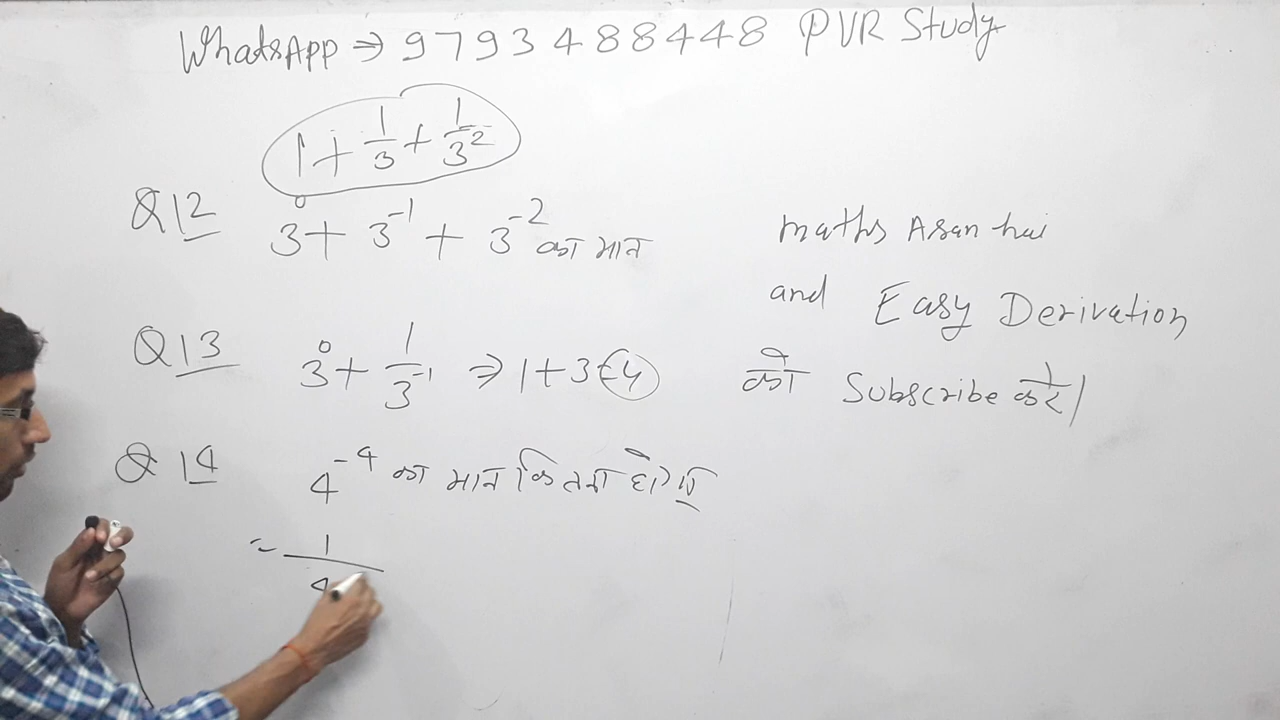 WhatsApp ⇒ 9793488448 PVR Study
1 + 1/3 + 1/3²
Q12 3⁰ + 3⁻¹ + 3⁻² का मान
Q13 3⁰ + 1/3⁻¹ ⇒ 1 + 3 = 4
Q14 4⁻⁴ का मान कितना होगा
= 1/4
maths Asan hai
and Easy Derivation
को Subscribe करें।